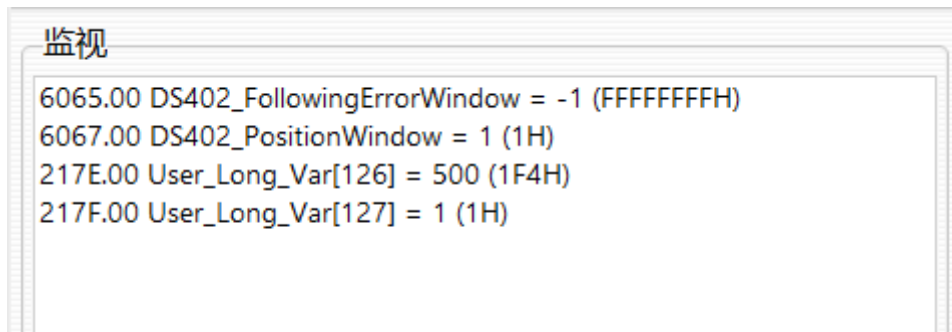 监视
6065.00 DS402_FollowingErrorWindow = -1 (FFFFFFFFH)
6067.00 DS402_PositionWindow = 1 (1H)
217E.00 User_Long_Var[126] = 500 (1F4H)
217F.00 User_Long_Var[127] = 1 (1H)